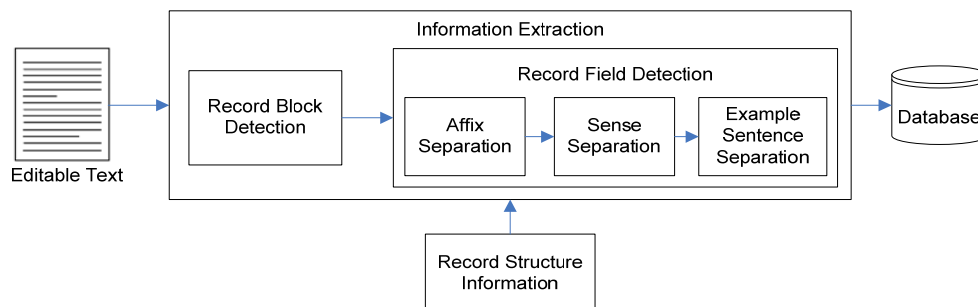 Information Extraction
Record Field Detection
Record Block
Detection
Affix
Separation
Sense
Separation
Example
Sentence
Separation
Database
Editable Text
Record Structure
Information